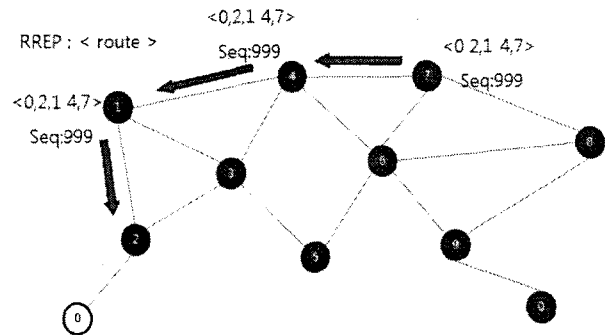 <0,2,1 4,7>
RREP : < route >
Seq:999
<0 2,1 4,7>
Seq:999
<0,2,1 4,7>
Seq:999
4
7
1
8
6
3
2
9
5
0
0